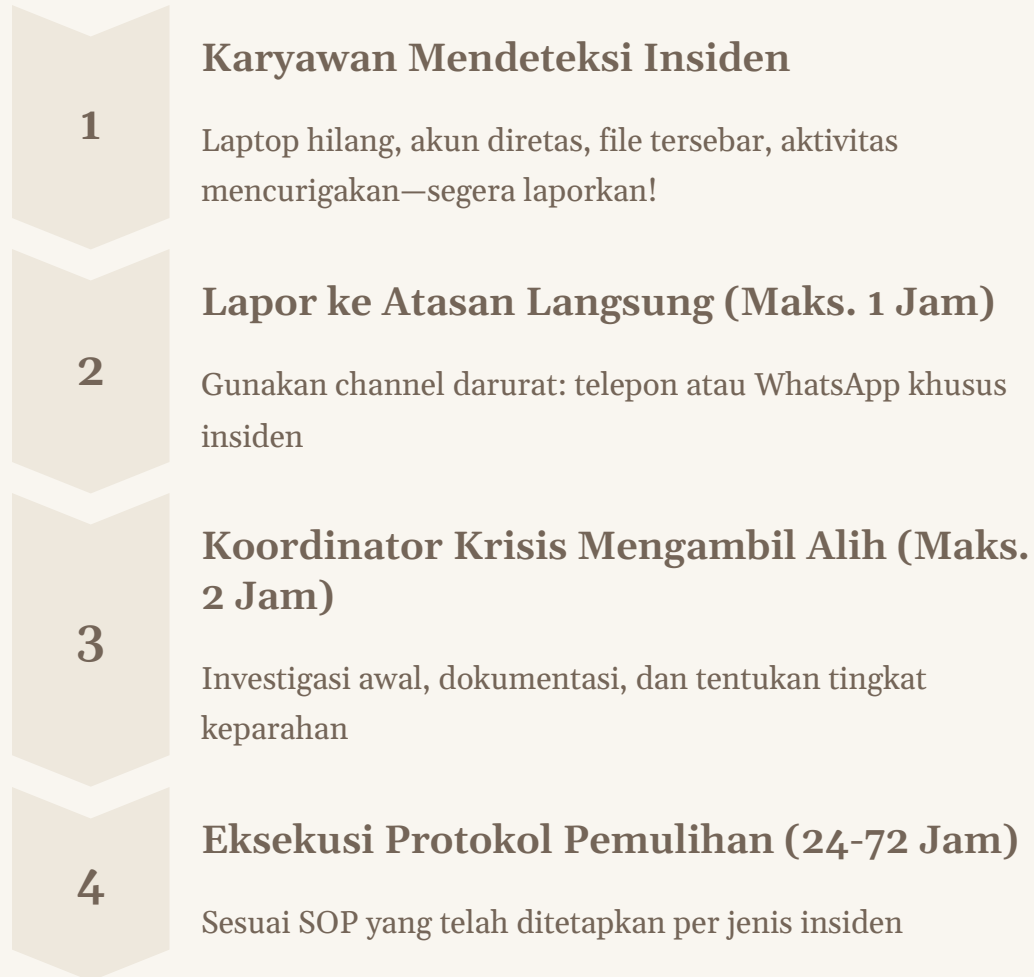 1
Karyawan Mendeteksi Insiden
Laptop hilang, akun diretas, file tersebar, aktivitas
mencurigakan—segera laporkan!
2
Lapor ke Atasan Langsung (Maks. 1 Jam)
Gunakan channel darurat: telepon atau WhatsApp khusus
insiden
3
Koordinator Krisis Mengambil Alih (Maks.
2 Jam)
Investigasi awal, dokumentasi, dan tentukan tingkat
keparahan
4
Eksekusi Protokol Pemulihan (24-72 Jam)
Sesuai SOP yang telah ditetapkan per jenis insiden